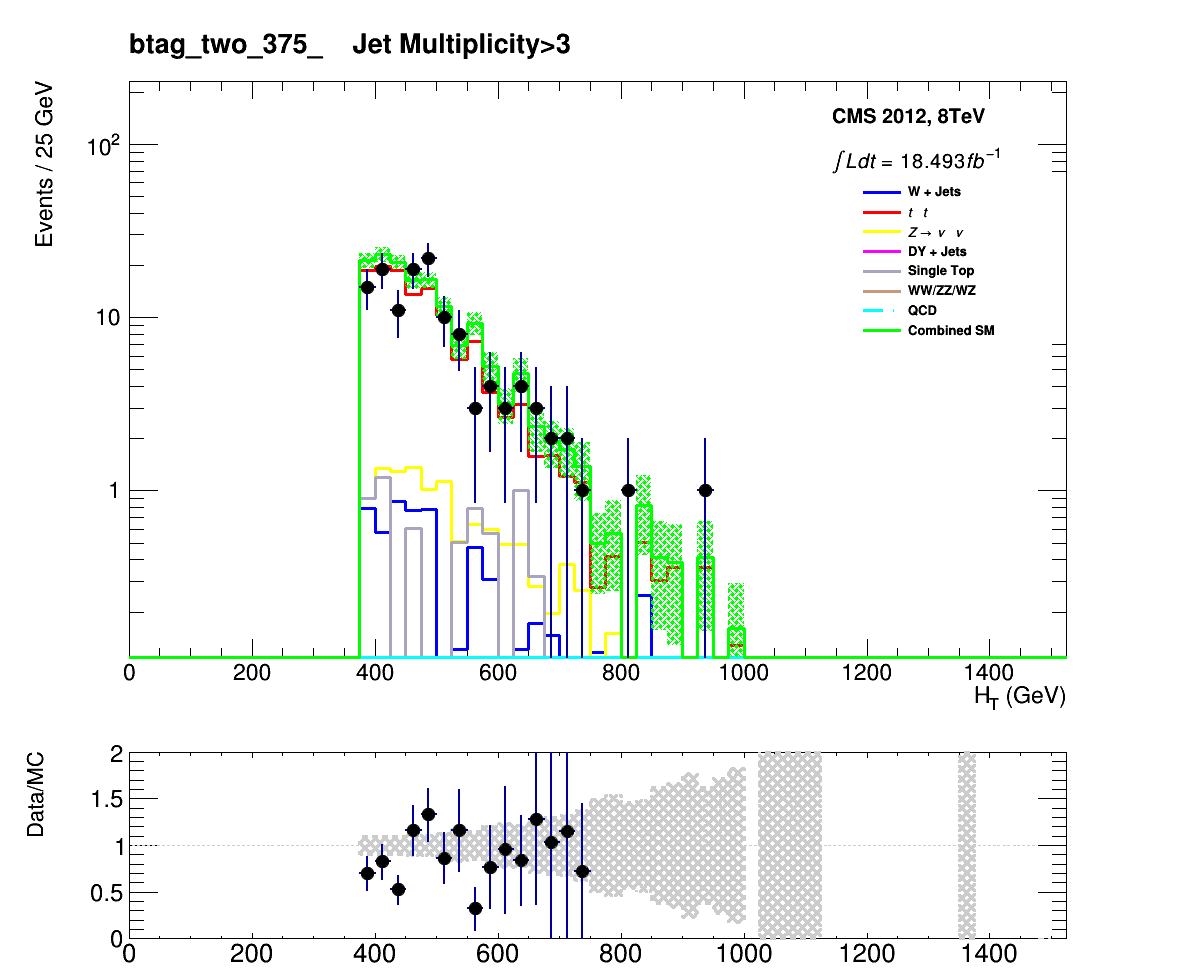 btag_two_375_ Jet Multiplicity>3
Events / 25 GeV
10²
10
1
CMS 2012, 8TeV
∫Ldt = 18.493fb⁻¹
W + Jets
t t
Z→ ν ν
DY + Jets
Single Top
WW/ZZ/WZ
QCD
Combined SM
0 200 400 600 800 1000 1200 1400
H_T (GeV)
Data/MC
2
1.5
1
0.5
0
0 200 400 600 800 1000 1200 1400